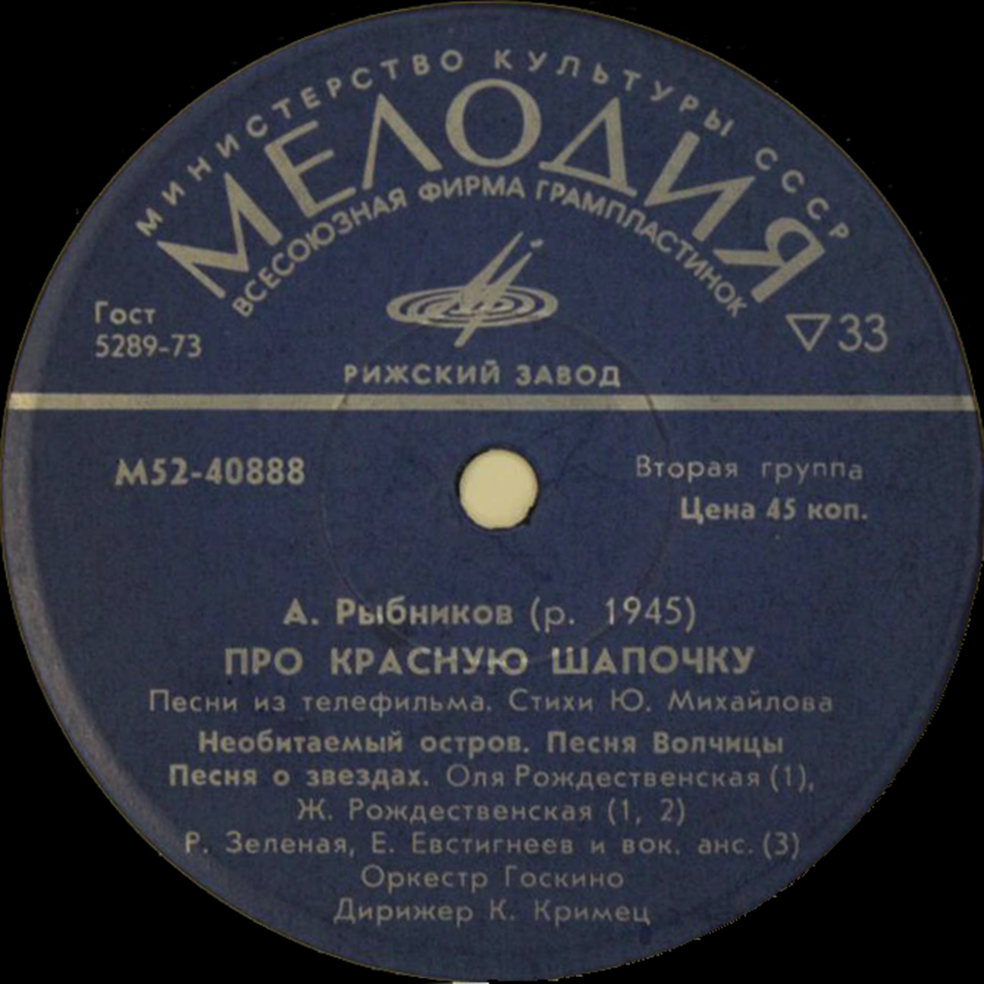 МИНИСТЕРСТВО КУЛЬТУРЫ СССР
МЕЛОДИЯ
ВСЕСОЮЗНАЯ ФИРМА ГРАМПЛАСТИНОК
Гост
5289-73
▽33
РИЖСКИЙ ЗАВОД
М52-40888
Вторая группа
Цена 45 коп.
А. Рыбников (р. 1945)
ПРО КРАСНУЮ ШАПОЧКУ
Песни из телефильма. Стихи Ю. Михайлова
Необитаемый остров. Песня Волчицы
Песня о звездах. Оля Рождественская (1),
Ж. Рождественская (1, 2)
Р. Зеленая, Е. Евстигнеев и вок. анс. (3)
Оркестр Госкино
Дирижер К. Кримец